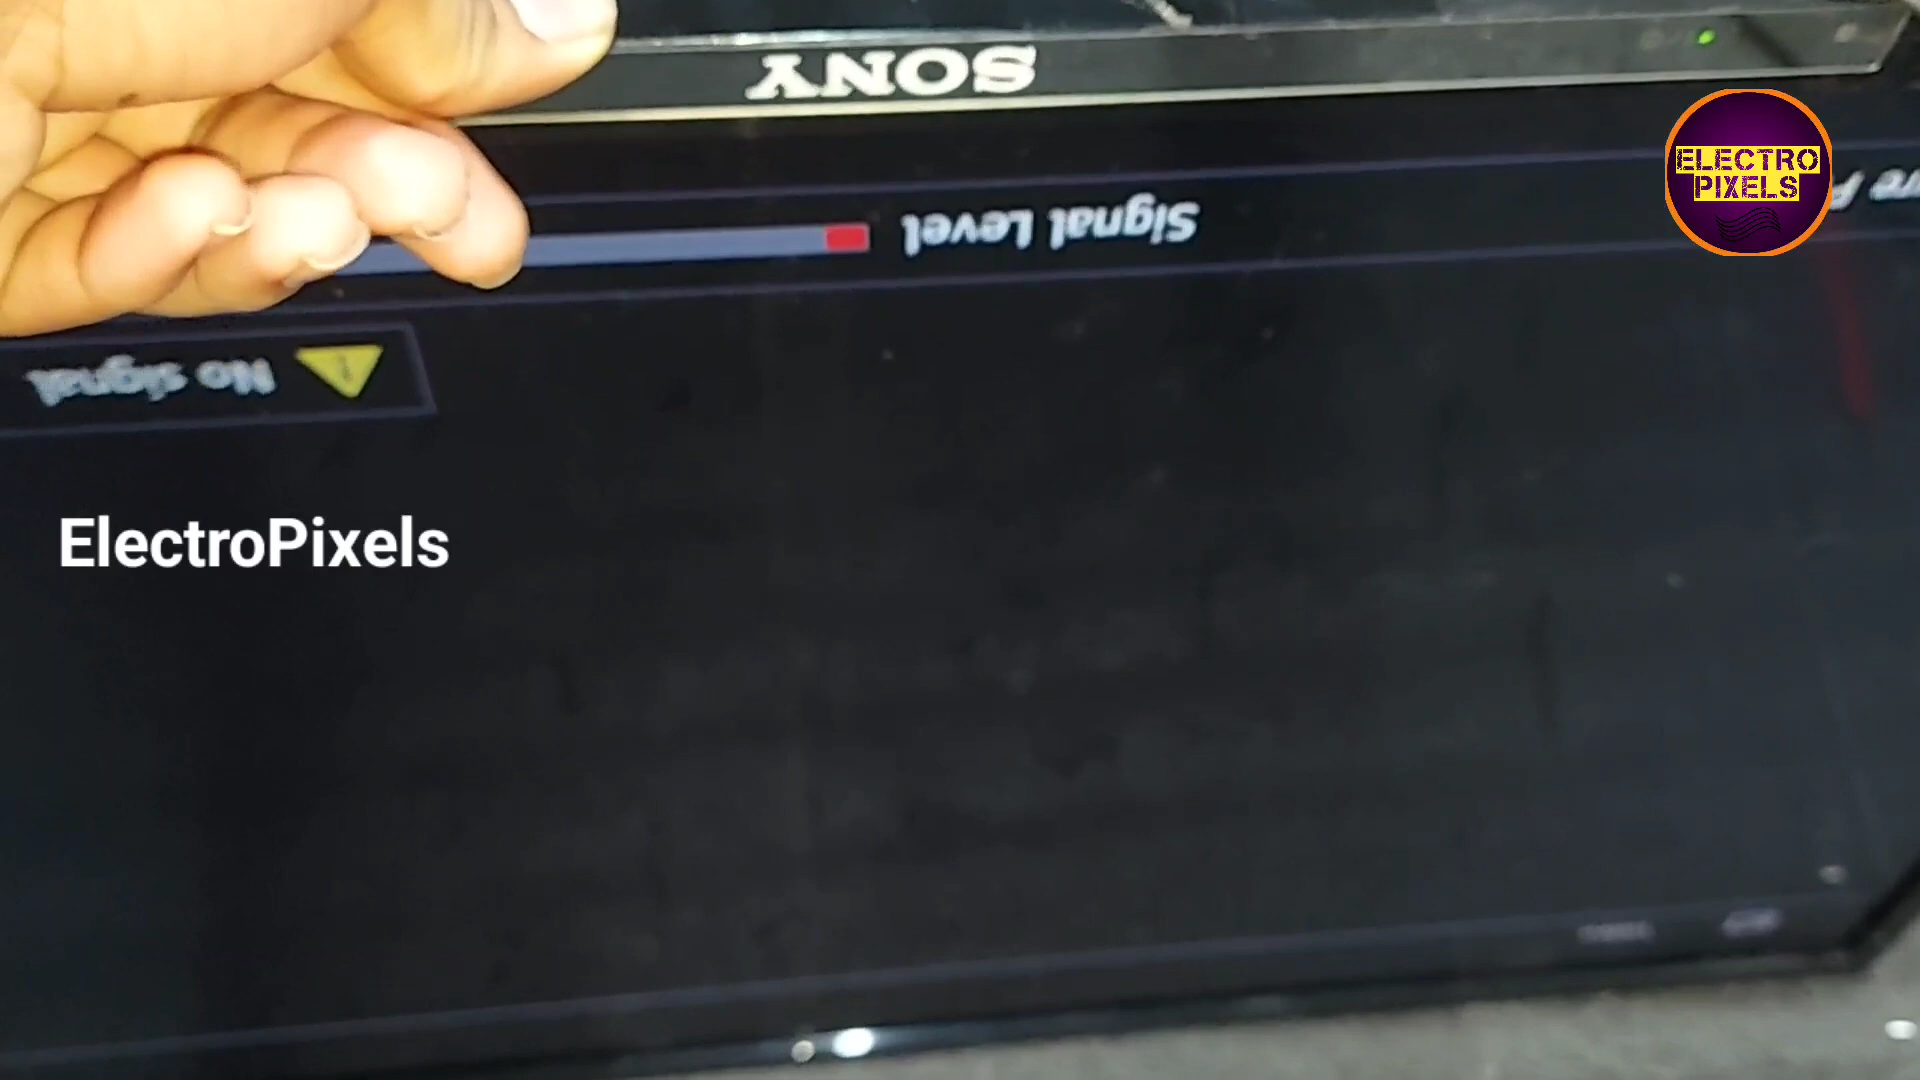 SONY
ELECTRO
PIXELS
Signal Level
No signal
ElectroPixels